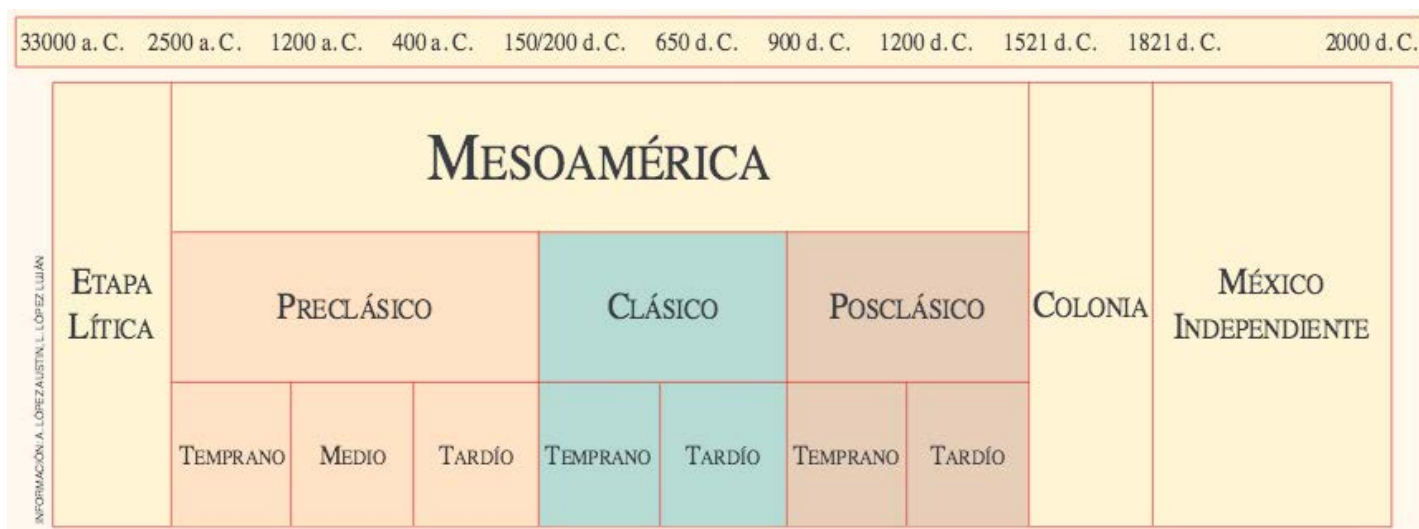 33000 a. C. 2500 a. C. 1200 a. C. 400 a. C. 150/200 d. C. 650 d. C. 900 d. C. 1200 d. C. 1521 d. C. 1821 d. C. 2000 d. C.
MESOAMÉRICA
ETAPA
LÍTICA
PRECLÁSICO
CLÁSICO
POSCLÁSICO
COLONIA
MÉXICO
INDEPENDIENTE
TEMPRANO MEDIO TARDÍO TEMPRANO TARDÍO TEMPRANO TARDÍO
INFORMACIÓN: A. LÓPEZ AUSTIN, L. LÓPEZ LUJÁN